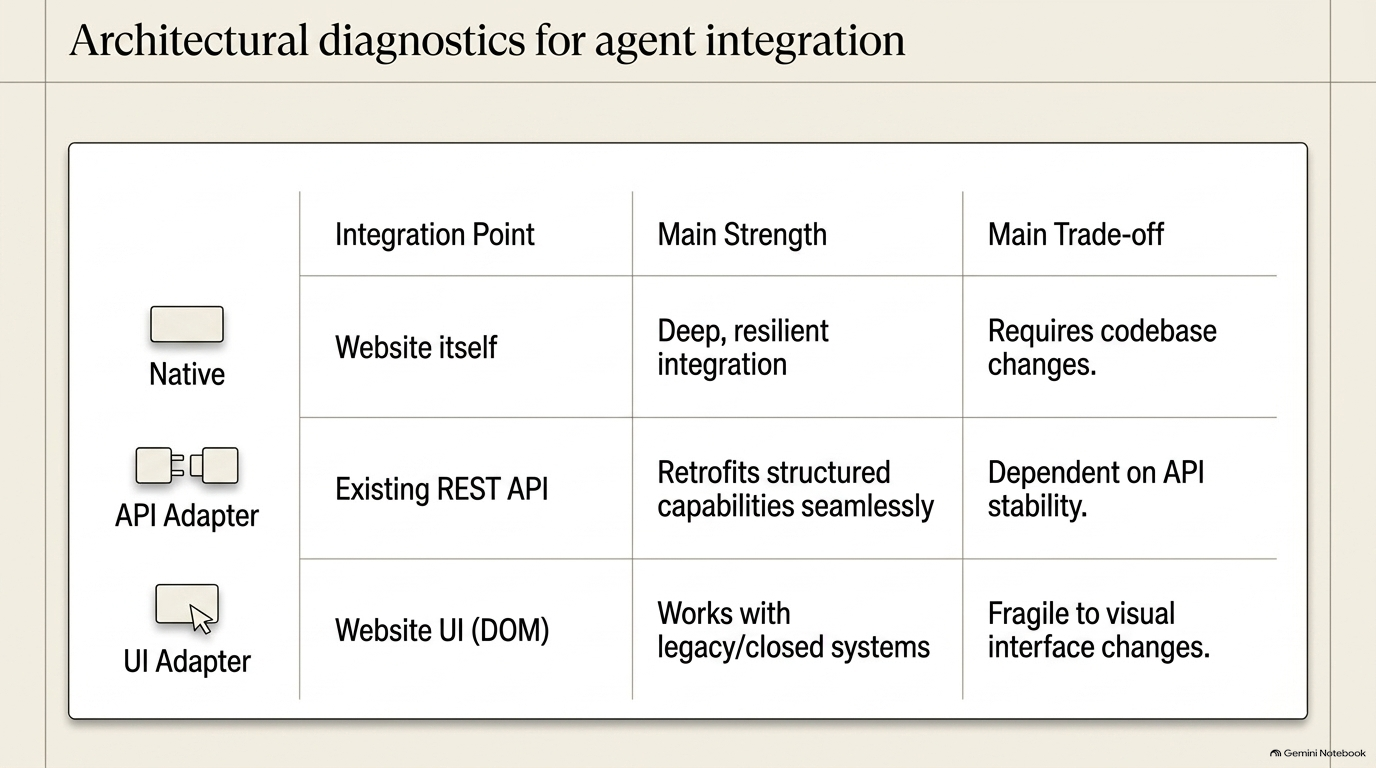 Architectural diagnostics for agent integration
Integration Point
Main Strength
Main Trade-off
Native
Website itself
Deep, resilient
integration
Requires codebase
changes.
API Adapter
Existing REST API
Retrofits structured
capabilities seamlessly
Dependent on API
stability.
UI Adapter
Website UI (DOM)
Works with
legacy/closed systems
Fragile to visual
interface changes.
Gemini Notebook